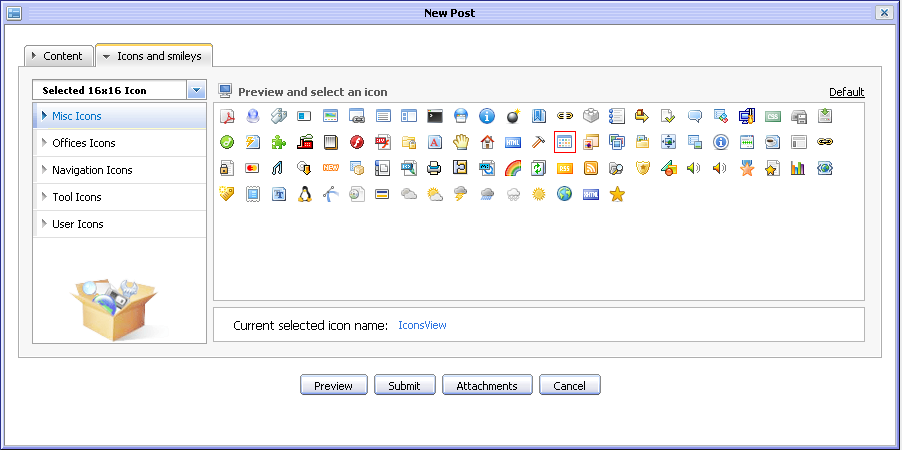 New Post
Content
Icons and smileys
Selected 16x16 Icon
Preview and select an icon
Default
Misc Icons
Offices Icons
Navigation Icons
Tool Icons
User Icons
Current selected icon name: IconsView
Preview
Submit
Attachments
Cancel